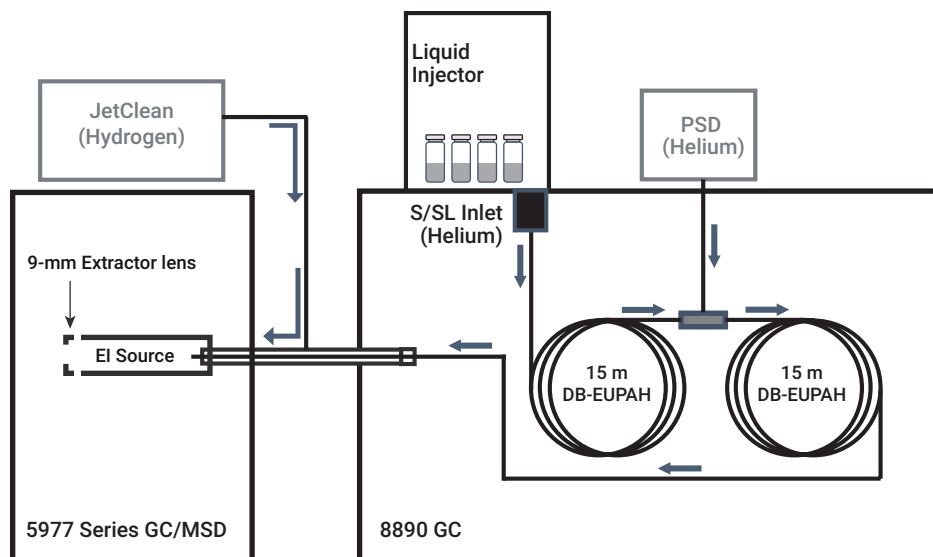 Liquid
Injector
JetClean
(Hydrogen)
PSD
(Helium)
S/SL Inlet
(Helium)
9-mm Extractor lens
EI Source
15 m
DB-EUPAH
15 m
DB-EUPAH
5977 Series GC/MSD
8890 GC